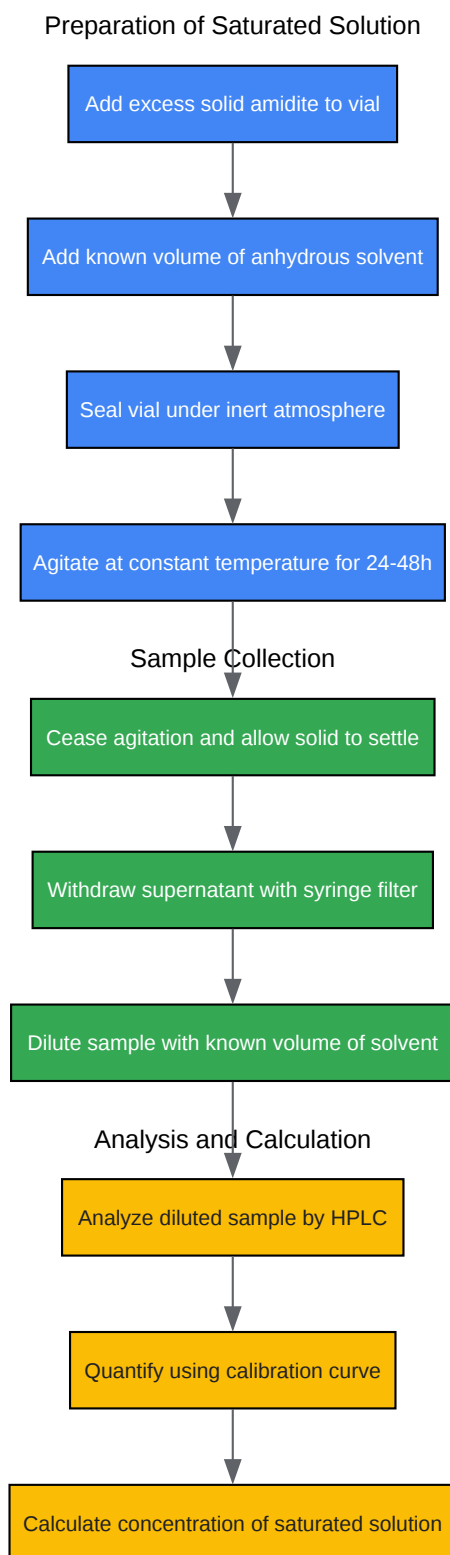 Preparation of Saturated Solution
Add excess solid amidite to vial
Add known volume of anhydrous solvent
Seal vial under inert atmosphere
Agitate at constant temperature for 24-48h
Sample Collection
Cease agitation and allow solid to settle
Withdraw supernatant with syringe filter
Dilute sample with known volume of solvent
Analysis and Calculation
Analyze diluted sample by HPLC
Quantify using calibration curve
Calculate concentration of saturated solution